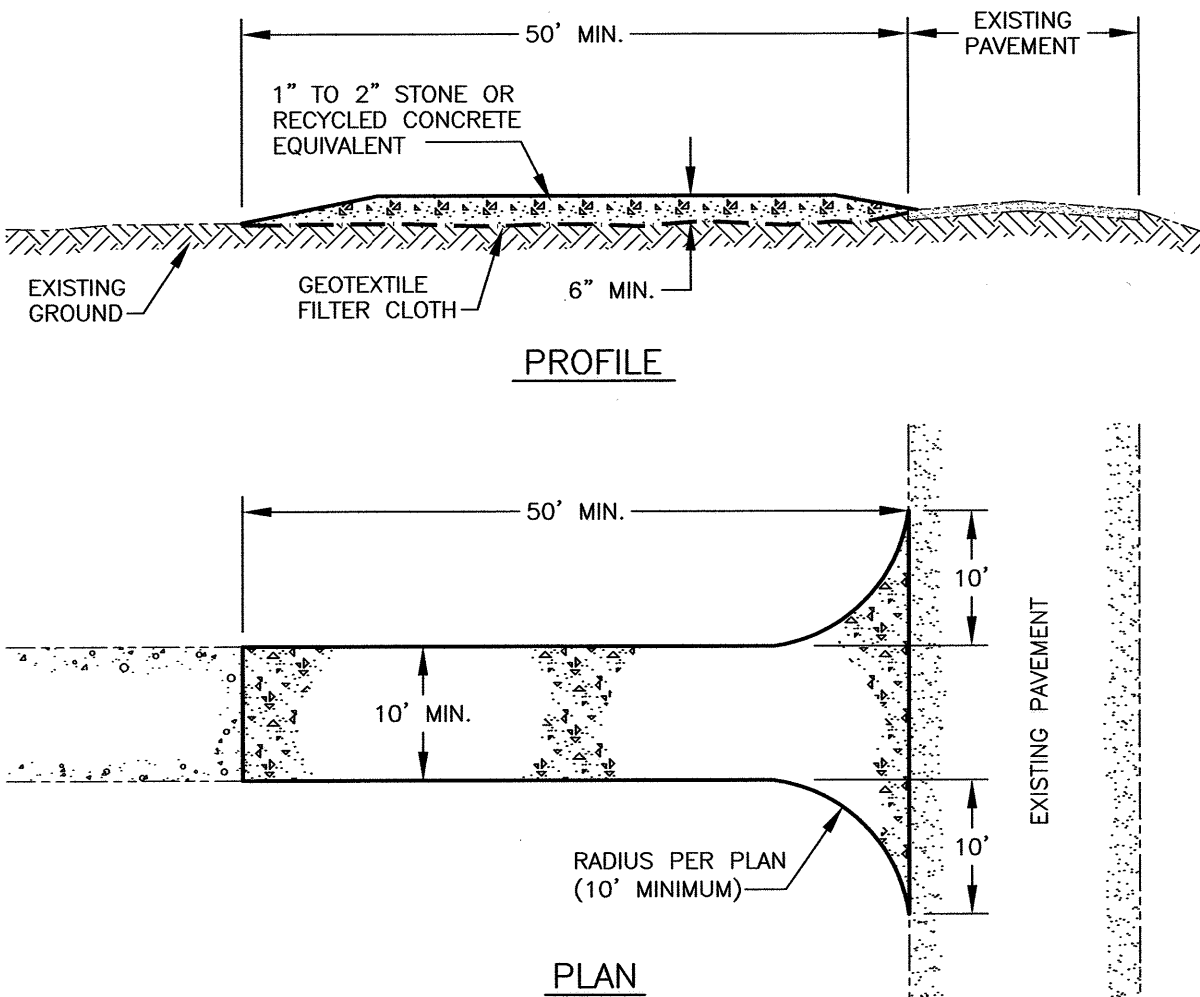 50' MIN.
EXISTING
PAVEMENT
1" TO 2" STONE OR
RECYCLED CONCRETE
EQUIVALENT
EXISTING
GROUND
GEOTEXTILE
FILTER CLOTH
6" MIN.
PROFILE
50' MIN.
10'
10' MIN.
EXISTING PAVEMENT
10'
RADIUS PER PLAN
(10' MINIMUM)
PLAN